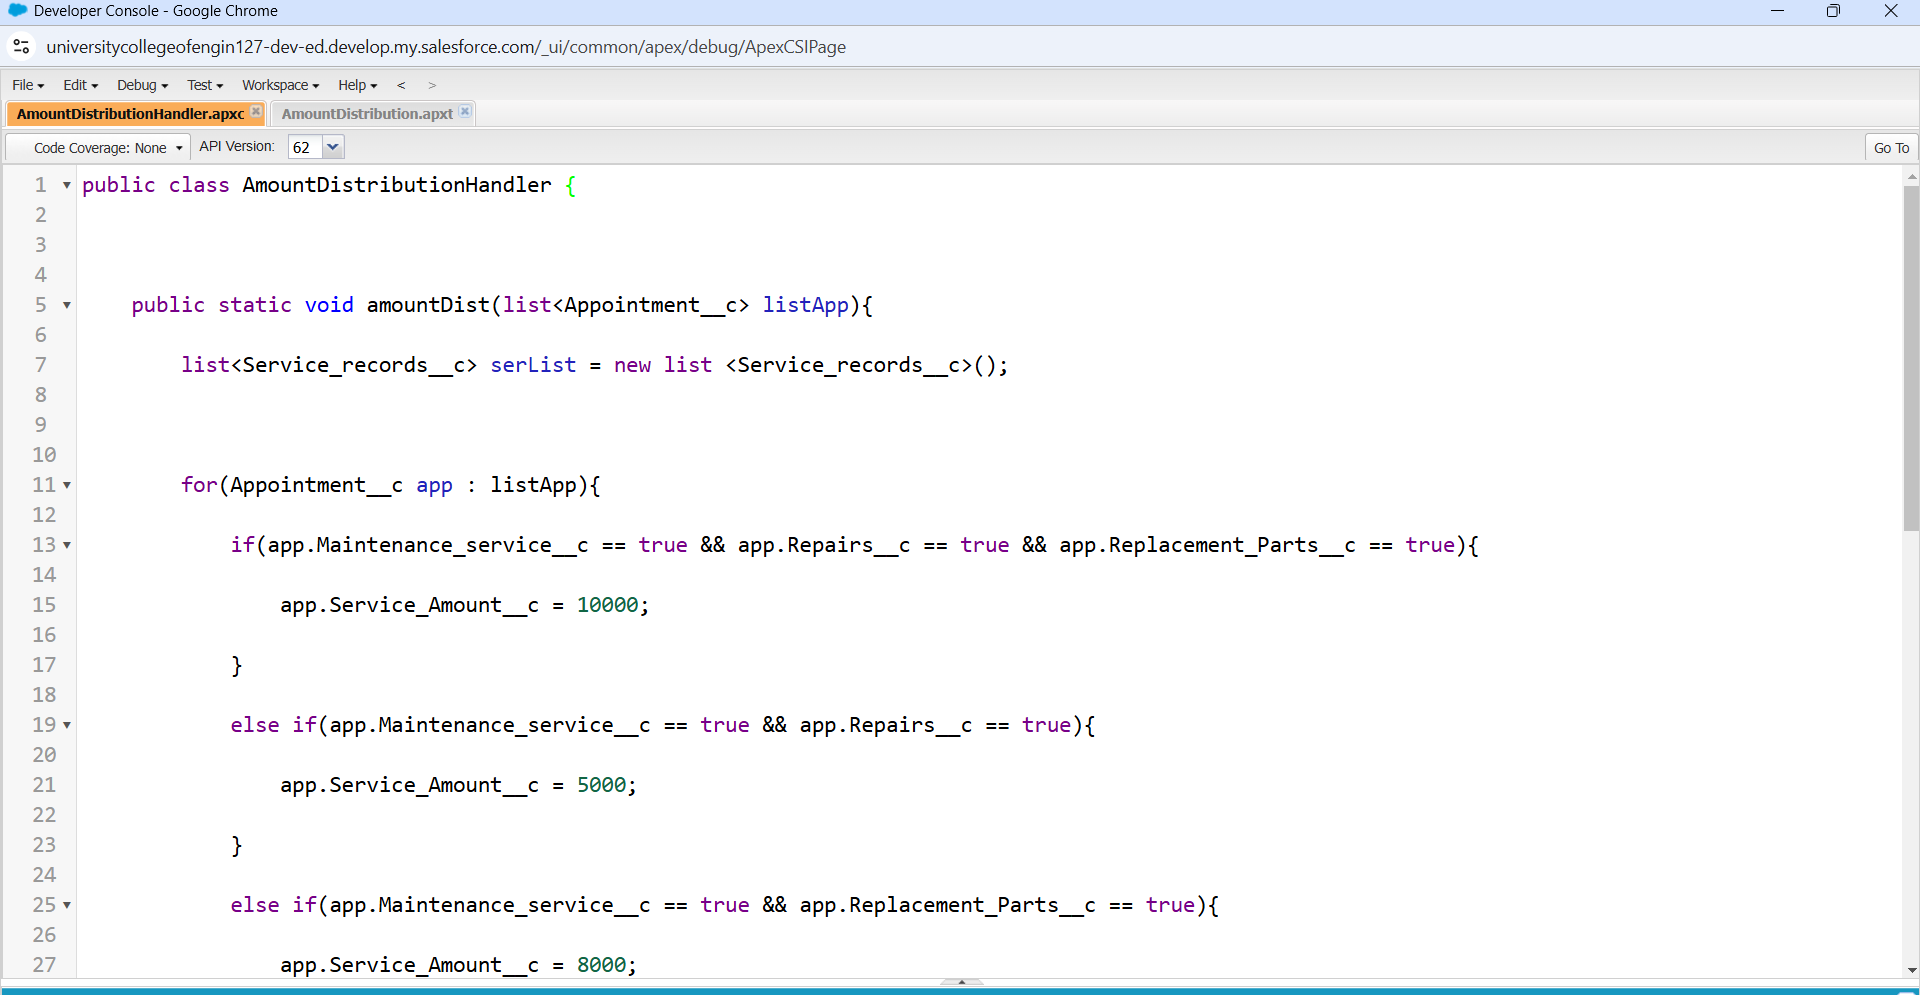 Developer Console - Google Chrome
universitycollegeofengin127-dev-ed.develop.my.salesforce.com/_ui/common/apex/debug/ApexCSIPage
File Edit Debug Test Workspace Help < >
AmountDistributionHandler.apxc AmountDistribution.apxt
Code Coverage: None API Version: 62 Go To
1 public class AmountDistributionHandler {
2
3
4
5 public static void amountDist(list<Appointment__c> listApp){
6
7 list<Service_records__c> serList = new list <Service_records__c>();
8
9
10
11 for(Appointment__c app : listApp){
12
13 if(app.Maintenance_service__c == true && app.Repairs__c == true && app.Replacement_Parts__c == true){
14
15 app.Service_Amount__c = 10000;
16
17 }
18
19 else if(app.Maintenance_service__c == true && app.Repairs__c == true){
20
21 app.Service_Amount__c = 5000;
22
23 }
24
25 else if(app.Maintenance_service__c == true && app.Replacement_Parts__c == true){
26
27 app.Service_Amount__c = 8000;